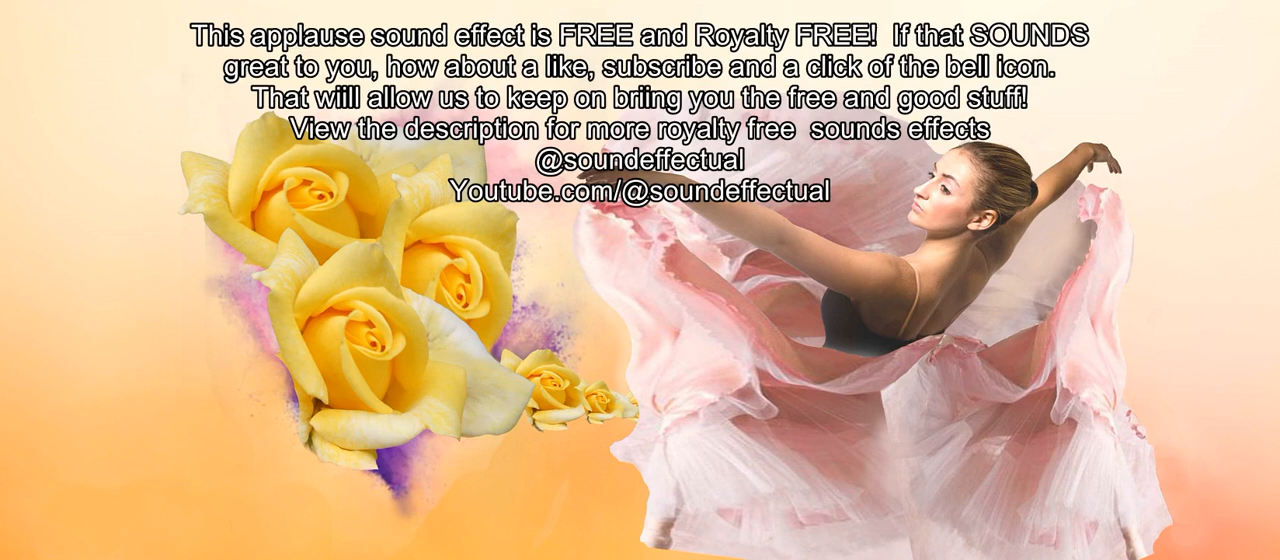 This applause sound effect is FREE and Royalty FREE!  If that SOUNDS
great to you, how about a like, subscribe and a click of the bell icon.
That wiill allow us to keep on briing you the free and good stuff!
View the description for more royalty free  sounds effects
@soundeffectual
Youtube.com/@soundeffectual